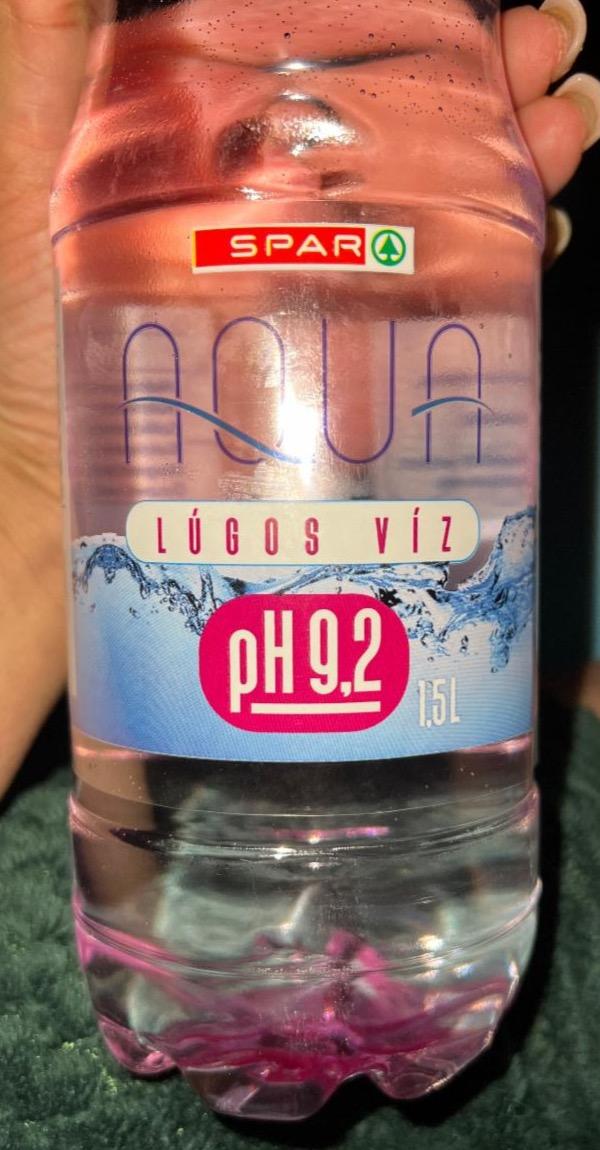 SPAR
AQUA
LÚGOS VÍZ
pH 9,2
1,5L